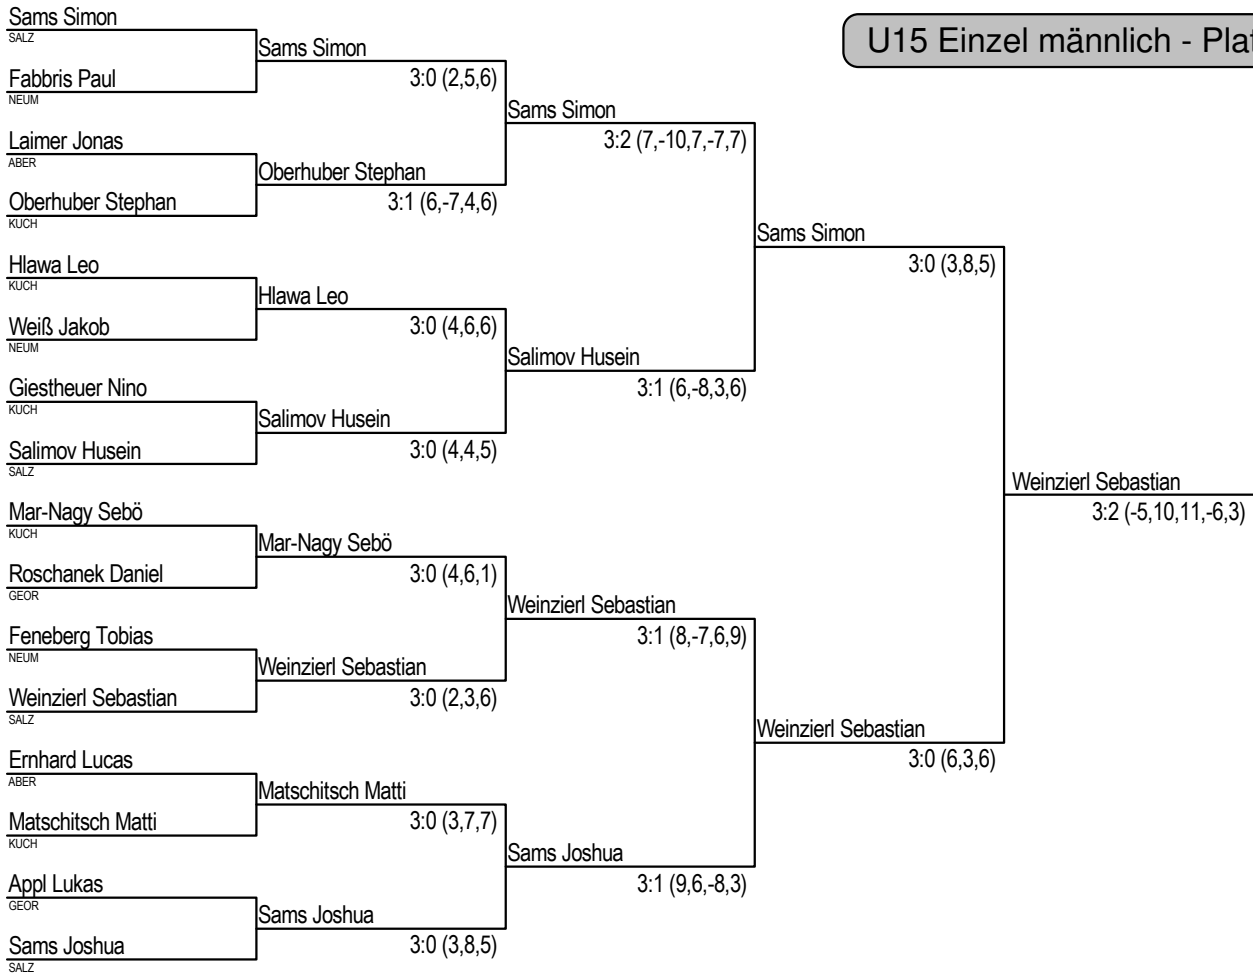 Sams Simon
SALZ
Fabbris Paul
NEUM
Laimer Jonas
ABER
Oberhuber Stephan
KUCH
Hlawa Leo
KUCH
Weiß Jakob
NEUM
Giestheuer Nino
KUCH
Salimov Husein
SALZ
Mar-Nagy Sebö
KUCH
Roschanek Daniel
GEOR
Feneberg Tobias
NEUM
Weinzierl Sebastian
SALZ
Ernhard Lucas
ABER
Matschitsch Matti
KUCH
Appl Lukas
GEOR
Sams Joshua
SALZ
Sams Simon
3:0 (2,5,6)
Oberhuber Stephan
3:1 (6,-7,4,6)
Hlawa Leo
3:0 (4,6,6)
Salimov Husein
3:0 (4,4,5)
Mar-Nagy Sebö
3:0 (4,6,1)
Weinzierl Sebastian
3:0 (2,3,6)
Matschitsch Matti
3:0 (3,7,7)
Sams Joshua
3:0 (3,8,5)
Sams Simon
3:2 (7,-10,7,-7,7)
Salimov Husein
3:1 (6,-8,3,6)
Weinzierl Sebastian
3:1 (8,-7,6,9)
Sams Joshua
3:1 (9,6,-8,3)
Sams Simon
3:0 (3,8,5)
Weinzierl Sebastian
3:0 (6,3,6)
U15 Einzel männlich -
Weinzierl Sebastian
3:2 (-5,10,11,-6,3)